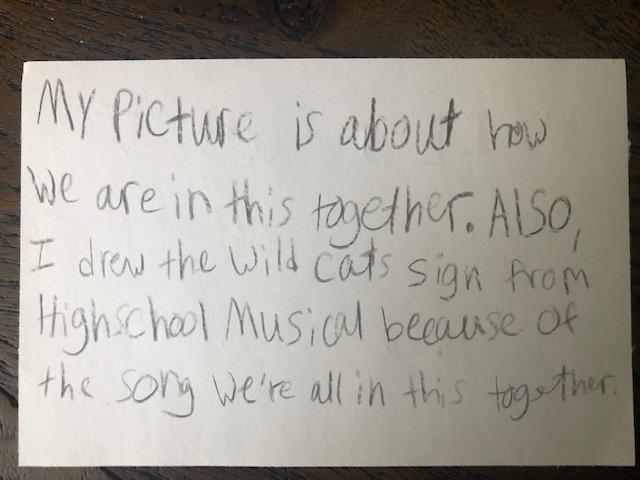 My Picture is about how
We are in this together. Also,
I drew the Wild cats sign from
Highschool Musical because of
the song We're all in this together.